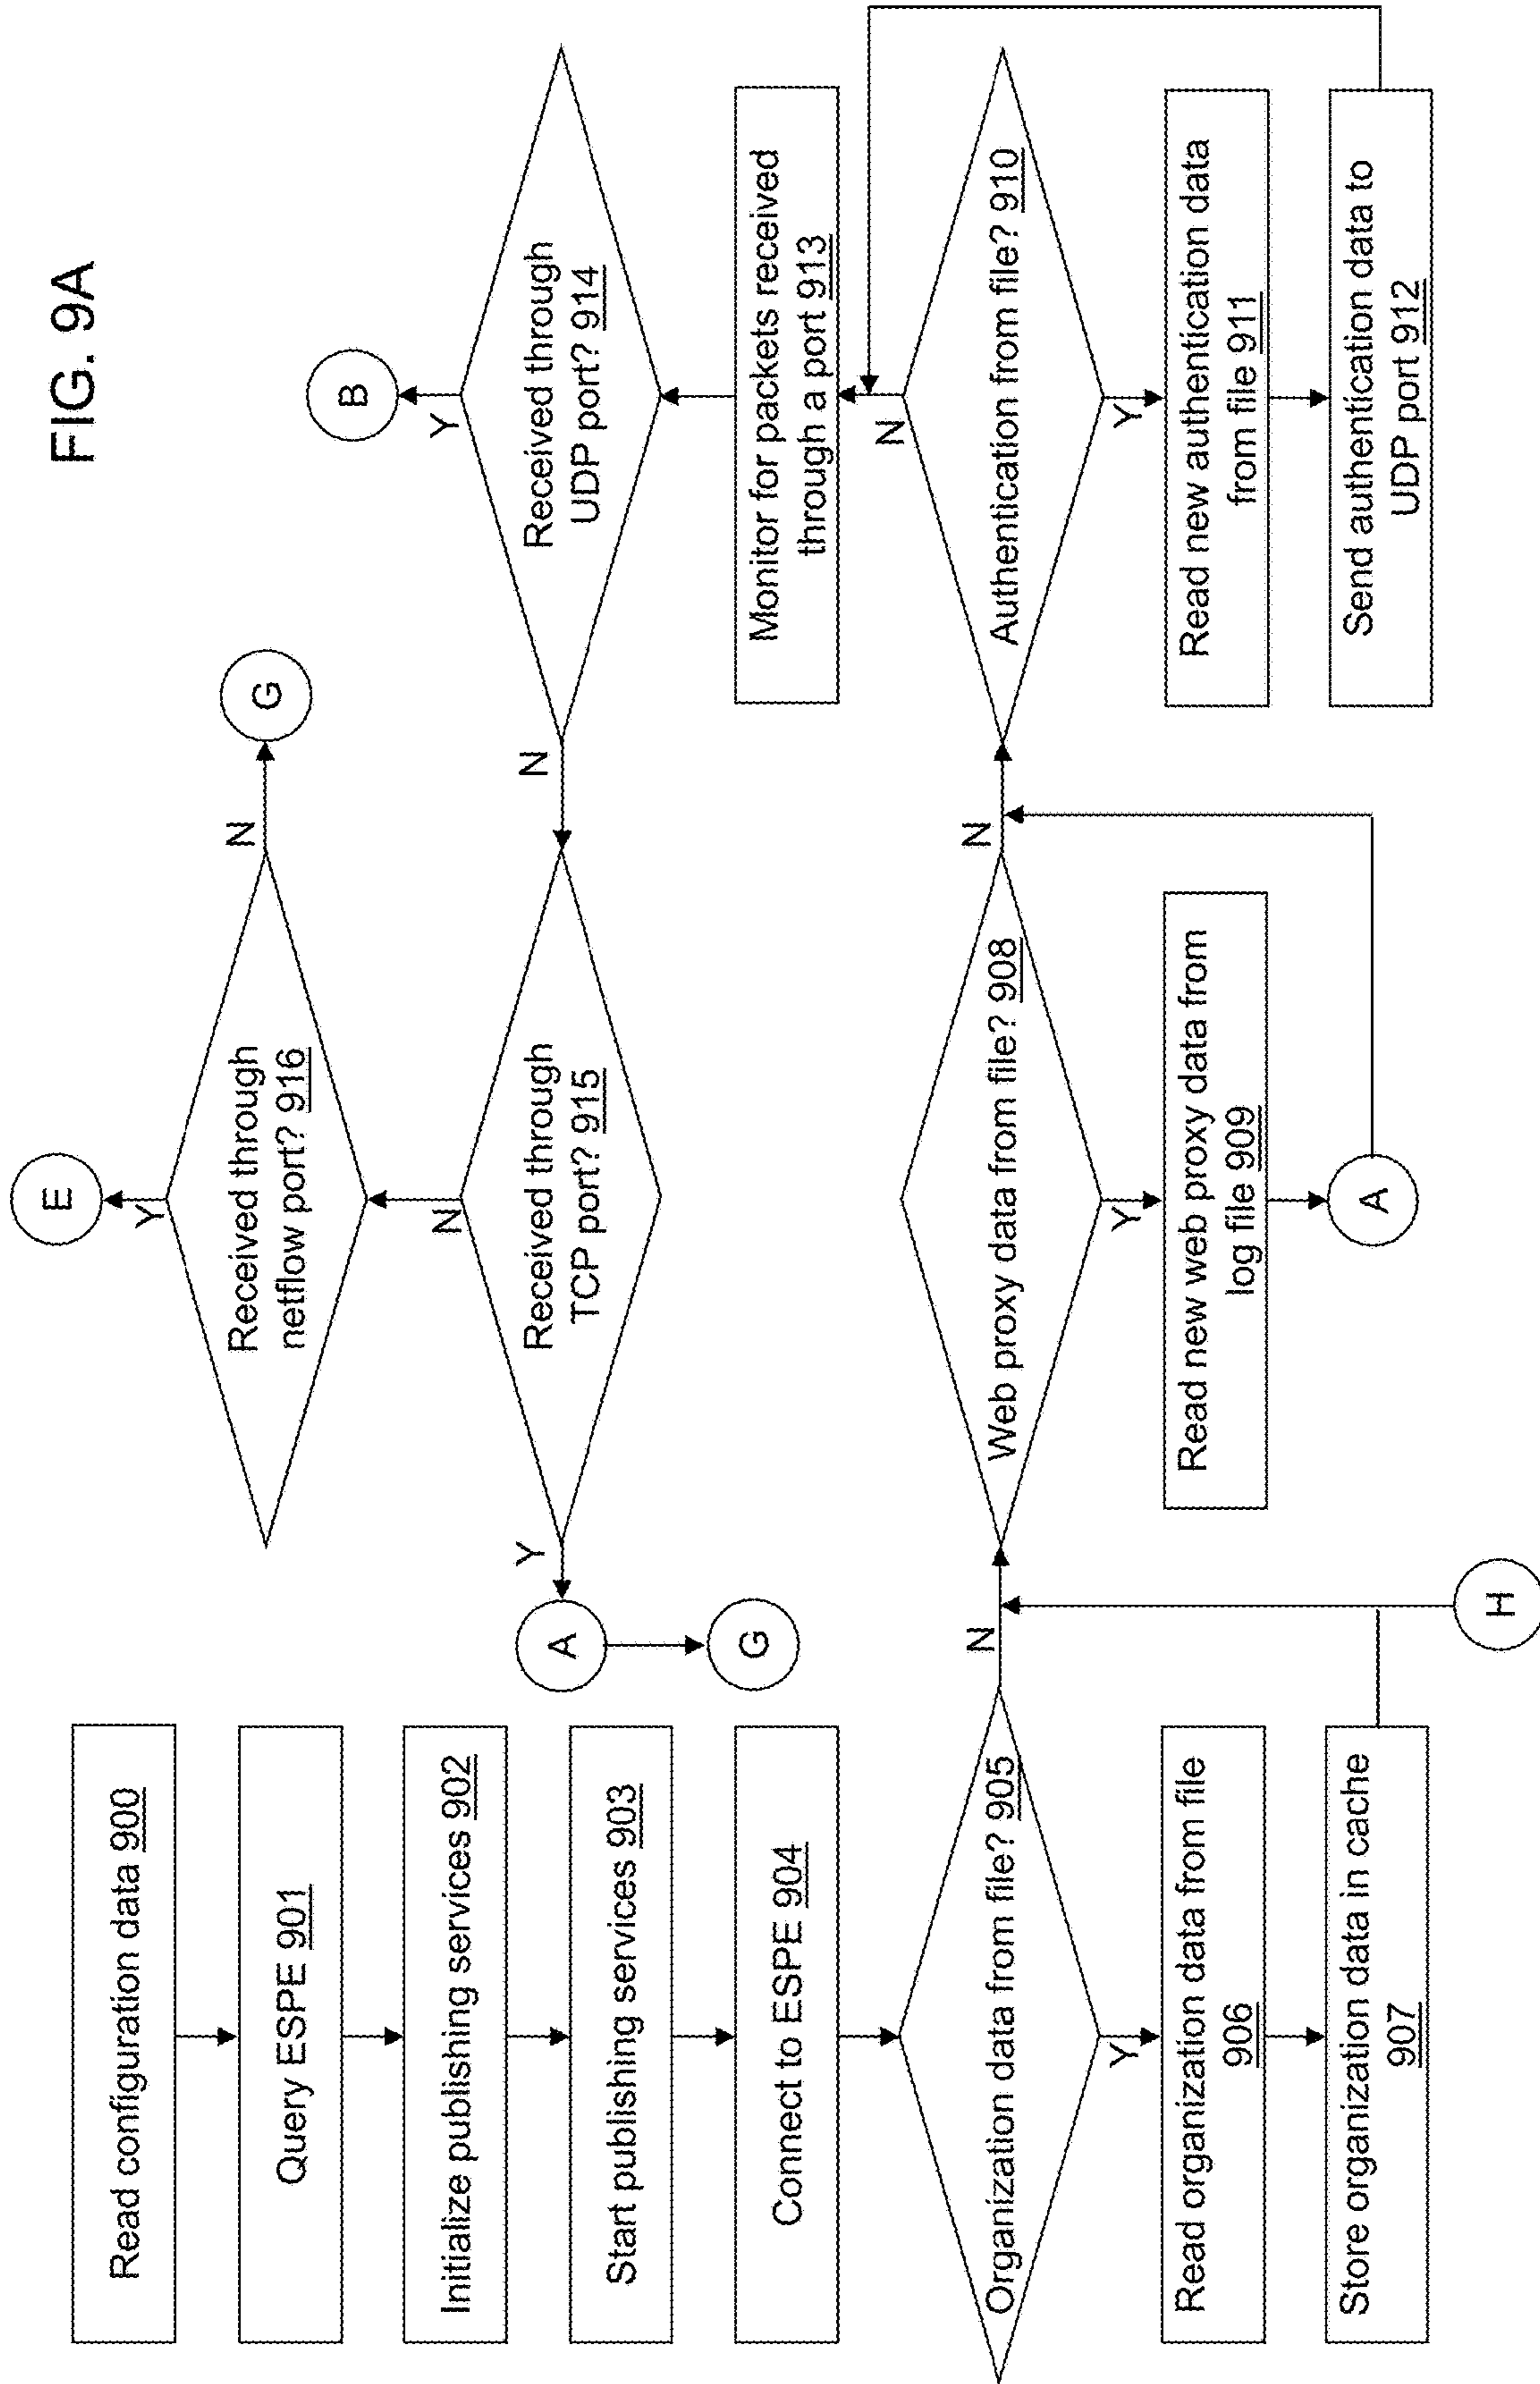 FIG. 9A
Read configuration data 900
Query ESPE 901
Initialize publishing services 902
Start publishing services 903
Connect to ESPE 904
Organization data from file? 905
N
Y
Read organization data from file
906
Store organization data in cache
907
H
Web proxy data from file? 908
N
Y
Read new web proxy data from
log file 909
A
Authentication from file? 910
N
Y
Read new authentication data
from file 911
Send authentication data to
UDP port 912
Monitor for packets received
through a port 913
Received through
UDP port? 914
Y
B
N
Received through
TCP port? 915
Y
A
G
N
Received through
netflow port? 916
Y
E
N
G